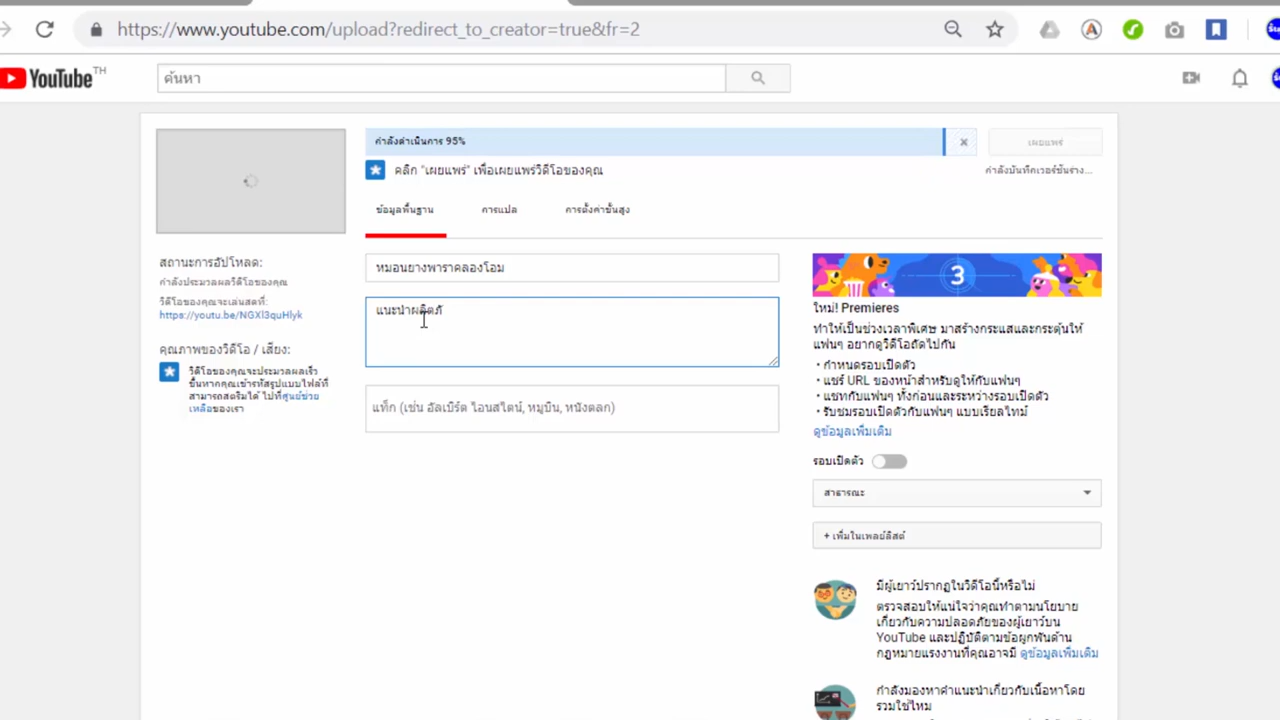 https://www.youtube.com/upload?redirect_to_creator=true&fr=2
YouTube TH
ค้นหา
กำลังดำเนินการ 95%
เผยแพร่
คลิก "เผยแพร่" เพื่อเผยแพร่วิดีโอของคุณ
กำลังบันทึกเวอร์ชันร่าง...
ข้อมูลพื้นฐาน
การแปล
การตั้งค่าขั้นสูง
สถานะการอัปโหลด:
กำลังประมวลผลวิดีโอของคุณ
วิดีโอของคุณจะเล่นสดที่:
https://youtu.be/NGXl3quHlyk
คุณภาพของวิดีโอ / เสียง:
วิดีโอของคุณจะประมวลผลเร็ว
ขึ้นหากคุณเข้ารหัสรูปแบบไฟล์ที่
สามารถสตรีมได้ ไปที่ศูนย์ช่วย
เหลือของเรา
หมอนยางพาราคลองโอม
แนะนำผลิตภั
แท็ก (เช่น อัลเบิร์ต ไอนสไตน์, หมูบิน, หนังตลก)
3
ใหม่! Premieres
ทำให้เป็นช่วงเวลาพิเศษ มาสร้างกระแสและกระตุ้นให้
แฟนๆ อยากดูวิดีโอถัดไปกัน
• กำหนดรอบเปิดตัว
• แชร์ URL ของหน้าสำหรับดูให้กับแฟนๆ
• แชทกับแฟนๆ ทั้งก่อนและระหว่างรอบเปิดตัว
• รับชมรอบเปิดตัวกับแฟนๆ แบบเรียลไทม์
ดูข้อมูลเพิ่มเติม
รอบเปิดตัว
สาธารณะ
+ เพิ่มในเพลย์ลิสต์
มีผู้เยาว์ปรากฏในวิดีโอนี้หรือไม่
ตรวจสอบให้แน่ใจว่าคุณทำตามนโยบาย
เกี่ยวกับความปลอดภัยของผู้เยาว์บน
YouTube และปฏิบัติตามข้อผูกพันด้าน
กฎหมายแรงงานที่คุณอาจมี ดูข้อมูลเพิ่มเติม
กำลังมองหาคำแนะนำเกี่ยวกับเนื้อหาโดย
รวมใช่ไหม